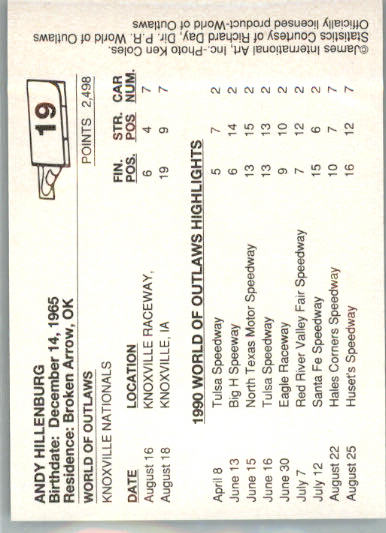 19
ANDY HILLENBURG
Birthdate: December 14, 1965
Residence: Broken Arrow, OK
WORLD OF OUTLAWS POINTS 2,498
KNOXVILLE NATIONALS
FIN. STR. CAR
DATE LOCATION POS. POS NUM.
August 16 KNOXVILLE RACEWAY, 6 4 7
August 18 KNOXVILLE, IA 19 9 7
1990 WORLD OF OUTLAWS HIGHLIGHTS
April 8 Tulsa Speedway 5 7 2
June 13 Big H Speeway 6 14 2
June 15 North Texas Motor Speedway 13 15 2
June 16 Tulsa Speedway 13 13 2
June 30 Eagle Raceway 9 10 2
July 7 Red River Valley Fair Speedway 7 12 2
July 12 Santa Fe Speedway 15 6 2
August 22 Hales Corners Speedway 10 7 7
August 25 Huset's Speedway 16 12 7
©James International Art, Inc.-Photo Ken Coles.
Statistics Courtesy of Richard Day, Dir. P.R. World of Outlaws
Officially licensed product-World of Outlaws